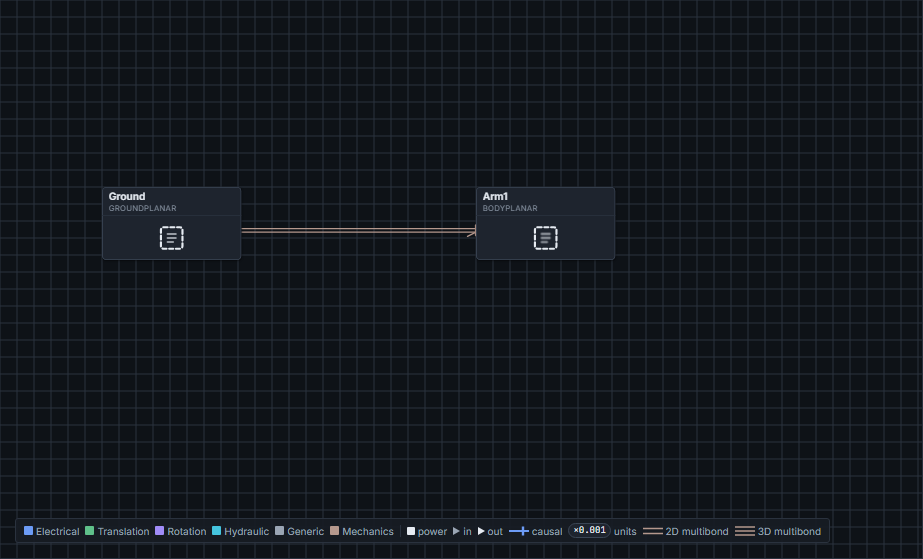 Ground
GROUNDPLANAR
Arm1
BODYPLANAR
Electrical Translation Rotation Hydraulic Generic Mechanics power in out causal ×0.001 units 2D multibond 3D multibond